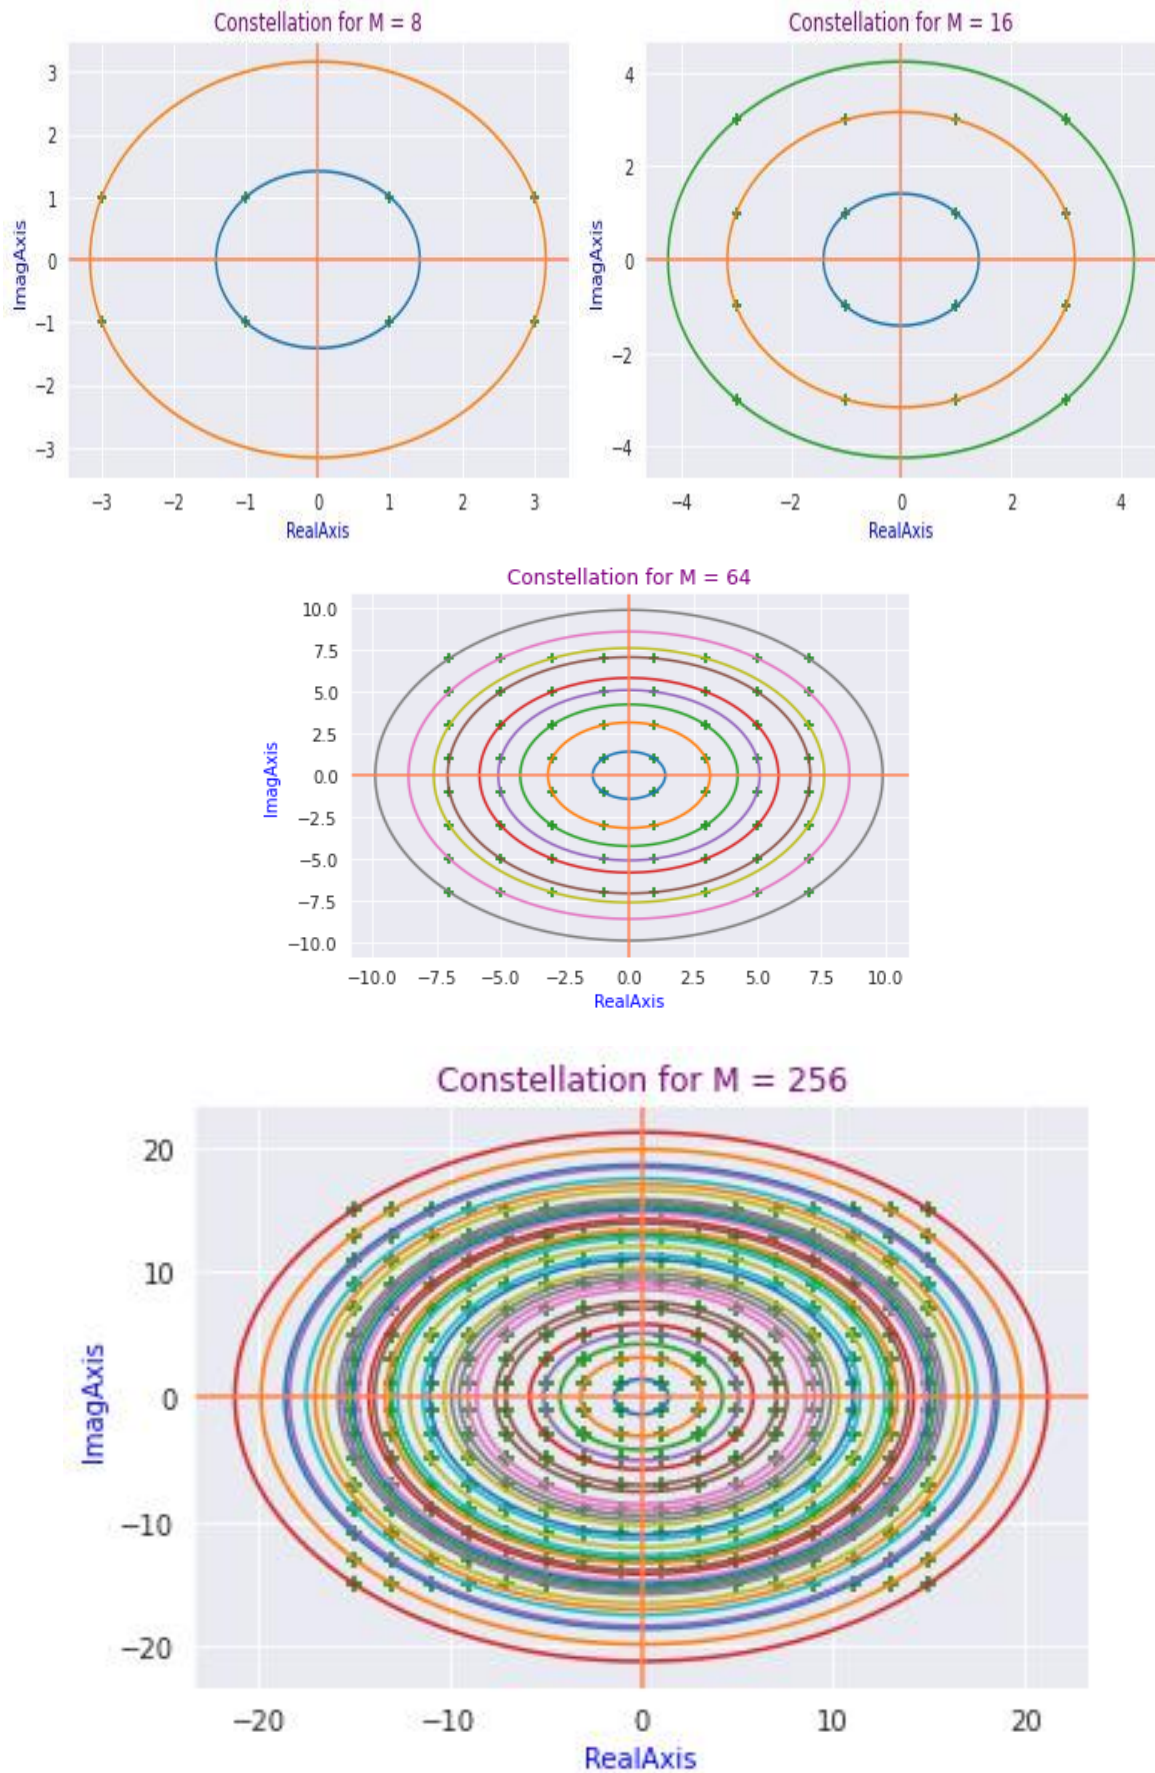 Constellation for M = 8
3
2
1
0
−1
−2
−3
ImagAxis
−3 −2 −1 0 1 2 3
RealAxis
Constellation for M = 16
4
2
0
−2
−4
ImagAxis
−4 −2 0 2 4
RealAxis
Constellation for M = 64
10.0
7.5
5.0
2.5
0.0
−2.5
−5.0
−7.5
−10.0
ImagAxis
−10.0 −7.5 −5.0 −2.5 0.0 2.5 5.0 7.5 10.0
RealAxis
Constellation for M = 256
20
10
0
−10
−20
ImagAxis
−20 −10 0 10 20
RealAxis